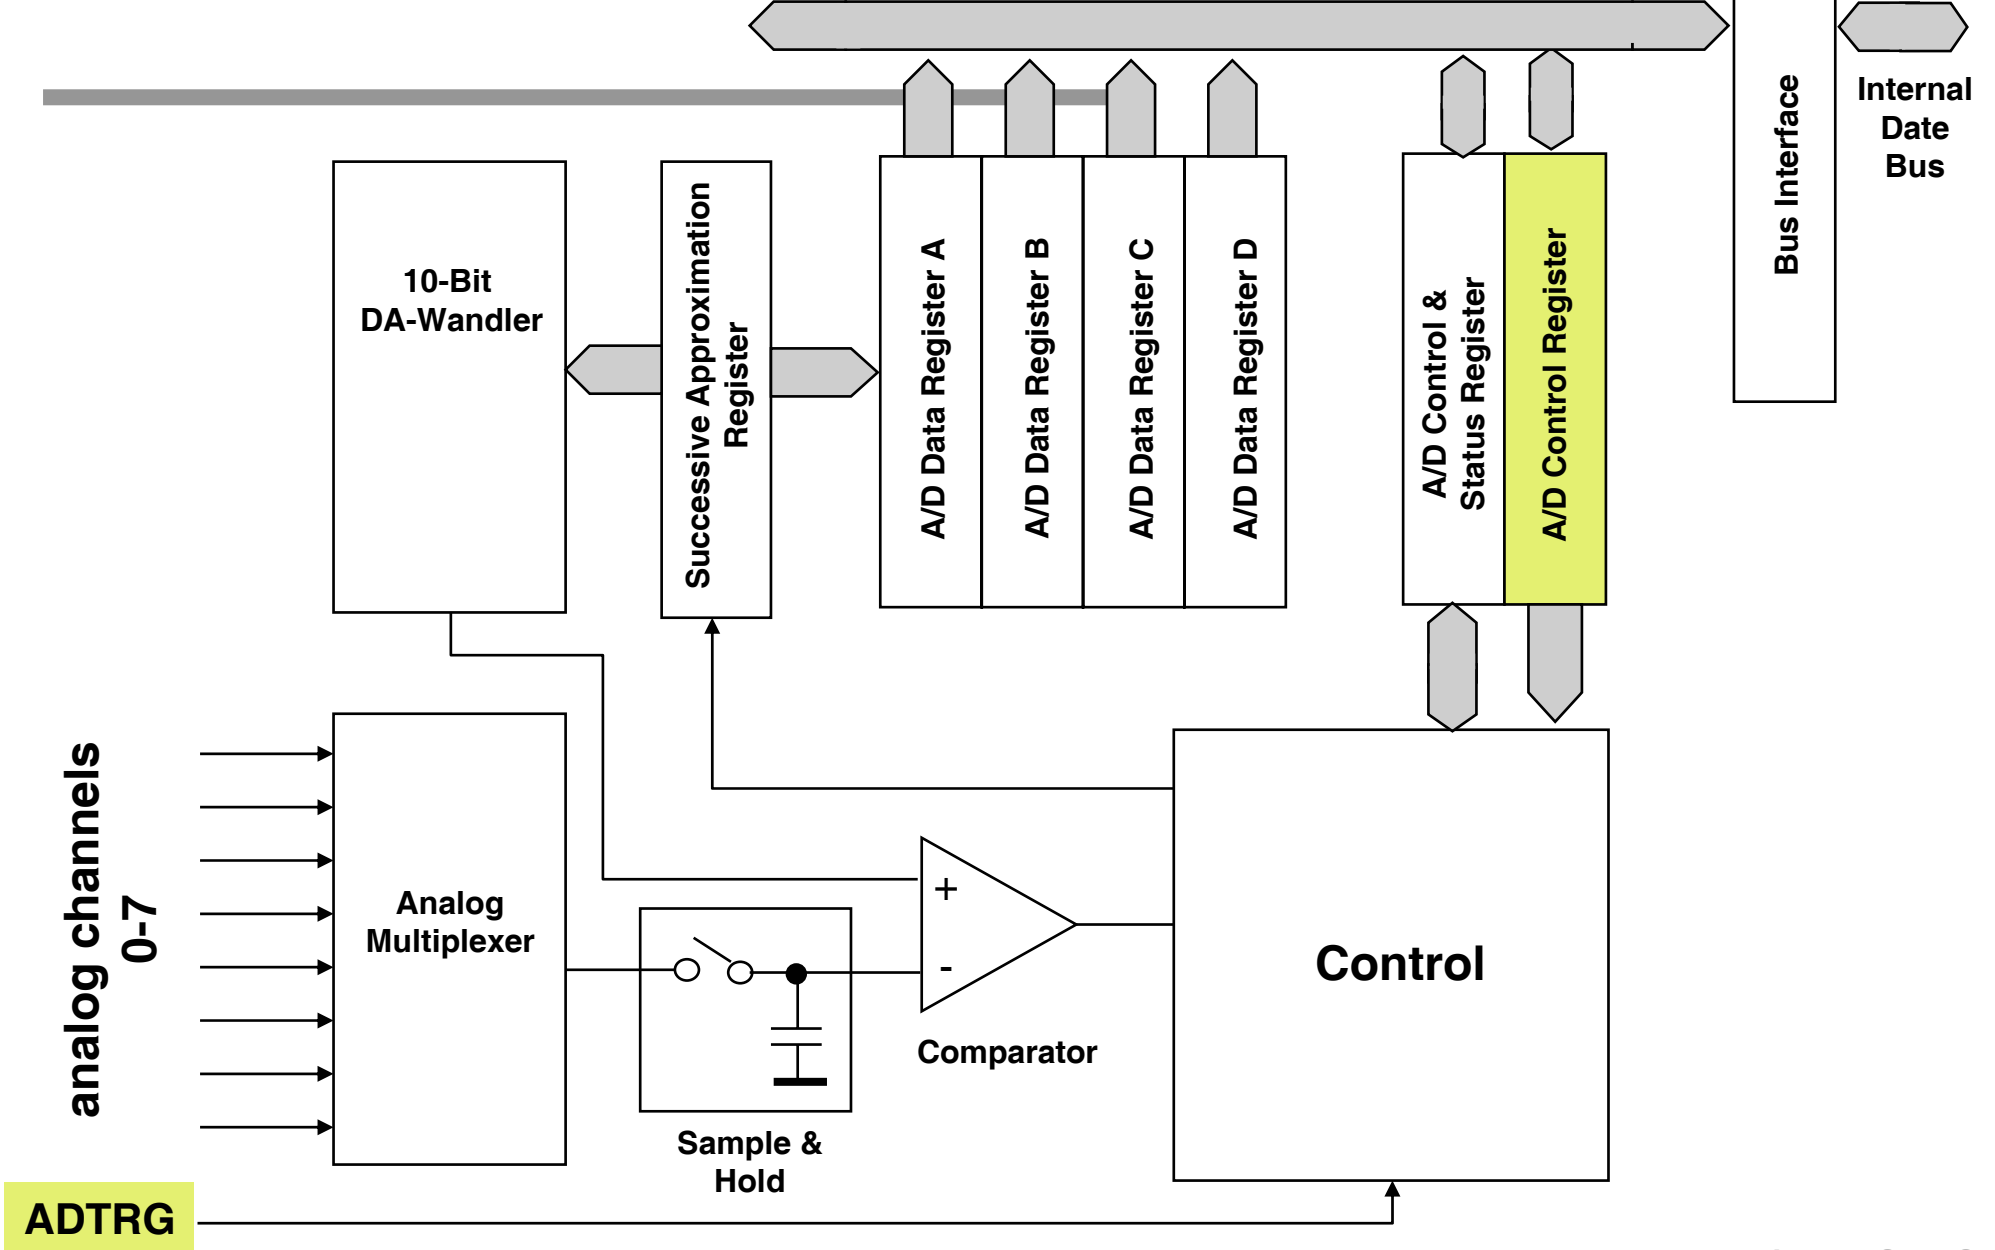 Internal
Date
Bus
Bus Interface
10-Bit
DA-Wandler
Successive Approximation
Register
A/D Data Register A
A/D Data Register B
A/D Data Register C
A/D Data Register D
A/D Control &
Status Register
A/D Control Register
analog channels
0-7
Analog
Multiplexer
+
-
Comparator
Control
Sample &
Hold
ADTRG